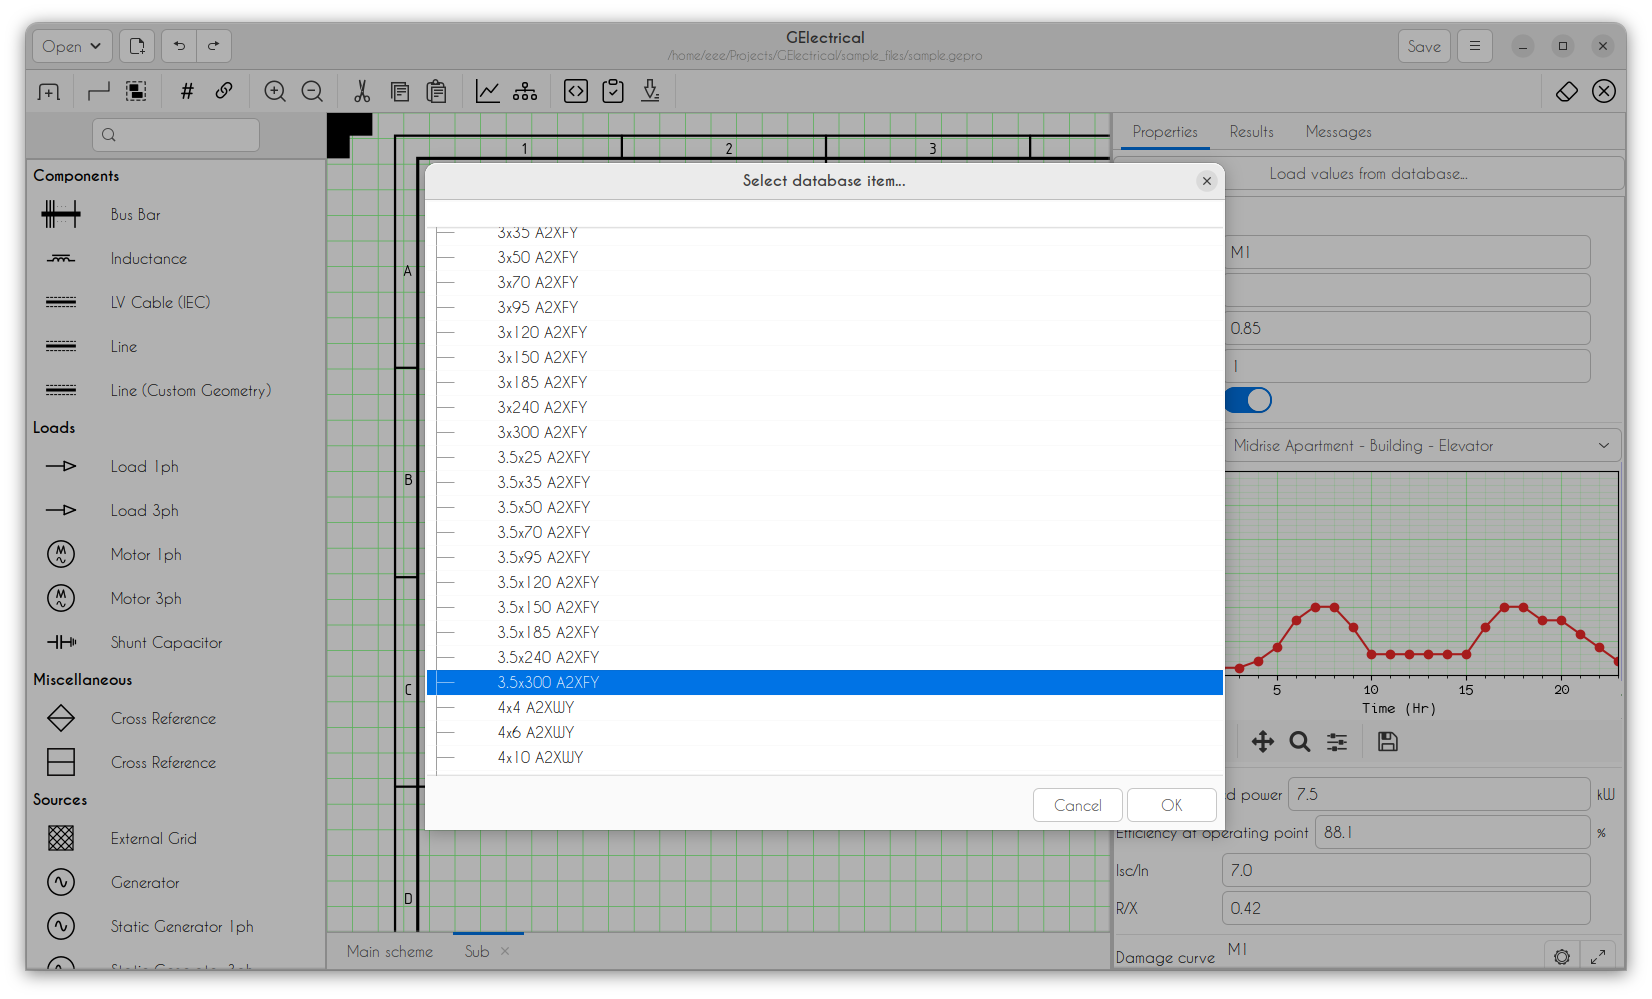 Open
GElectrical
/home/eee/Projects/GElectrical/sample_files/sample.gepro
Save
Properties
Results
Messages
Load values from database...
Components
Bus Bar
Inductance
LV Cable (IEC)
Line
Line (Custom Geometry)
Loads
Load 1ph
Load 3ph
Motor 1ph
Motor 3ph
Shunt Capacitor
Miscellaneous
Cross Reference
Cross Reference
Sources
External Grid
Generator
Static Generator 1ph
Static Generator 3ph
1
2
3
A
B
C
D
Select database item...
3x35 A2XFY
3x50 A2XFY
3x70 A2XFY
3x95 A2XFY
3x120 A2XFY
3x150 A2XFY
3x185 A2XFY
3x240 A2XFY
3x300 A2XFY
3.5x25 A2XFY
3.5x35 A2XFY
3.5x50 A2XFY
3.5x70 A2XFY
3.5x95 A2XFY
3.5x120 A2XFY
3.5x150 A2XFY
3.5x185 A2XFY
3.5x240 A2XFY
3.5x300 A2XFY
4x4 A2XWY
4x6 A2XWY
4x10 A2XWY
Cancel
OK
M1
0.85
1
Midrise Apartment - Building - Elevator
5
10
15
20
Time (Hr)
d power 7.5 kW
Efficiency at operating point 88.1 %
Isc/In 7.0
R/X 0.42
Damage curve M1
Main scheme
Sub